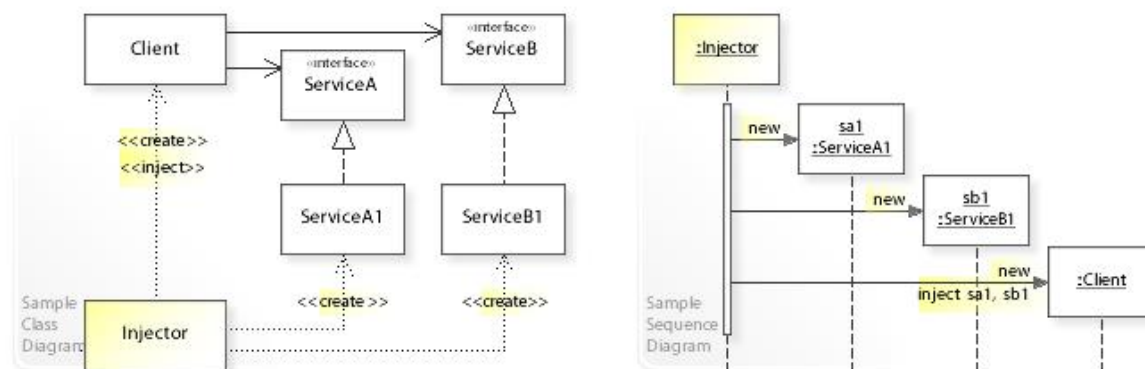 Client
«interface»
ServiceB
«interface»
ServiceA
<<create>>
<<inject>>
ServiceA1
ServiceB1
<<create >>
<<create>>
Sample
Class
Diagram
Injector
:Injector
new
sa1
:ServiceA1
new
sb1
:ServiceB1
new
inject sa1, sb1
:Client
Sample
Sequence
Diagram